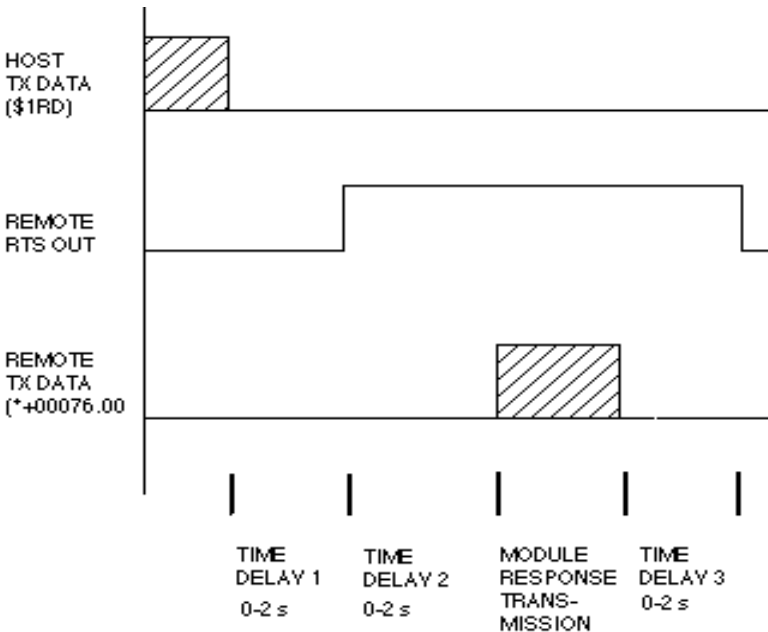 HOST
TX DATA
($1RD)
REMOTE
RTS OUT
REMOTE
TX DATA
(*+00076.00
TIME
DELAY 1
0-2 s
TIME
DELAY 2
0-2 s
MODULE
RESPONSE
TRANS-
MISSION
TIME
DELAY 3
0-2 s